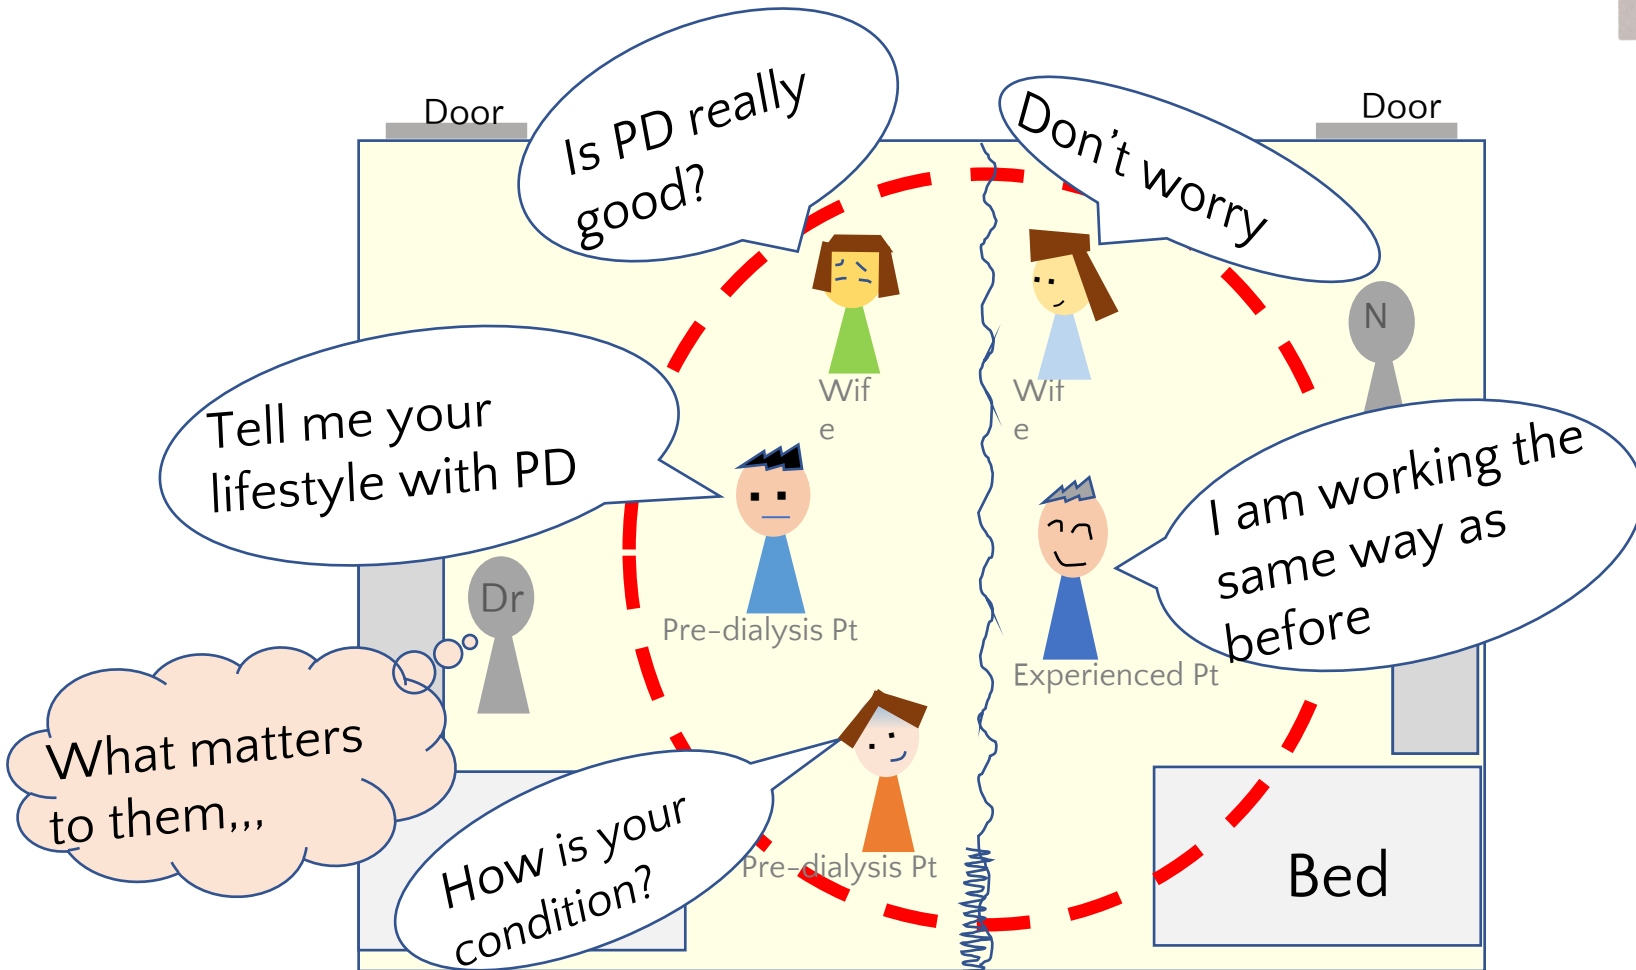 Door
Is PD really
good?
Don't worry
Door
N
Wif
e
Wif
e
Tell me your
lifestyle with PD
I am working the
same way as
before
Dr
Pre-dialysis Pt
Experienced Pt
What matters
to them,,,
How is your
condition?
Pre-dialysis Pt
Bed